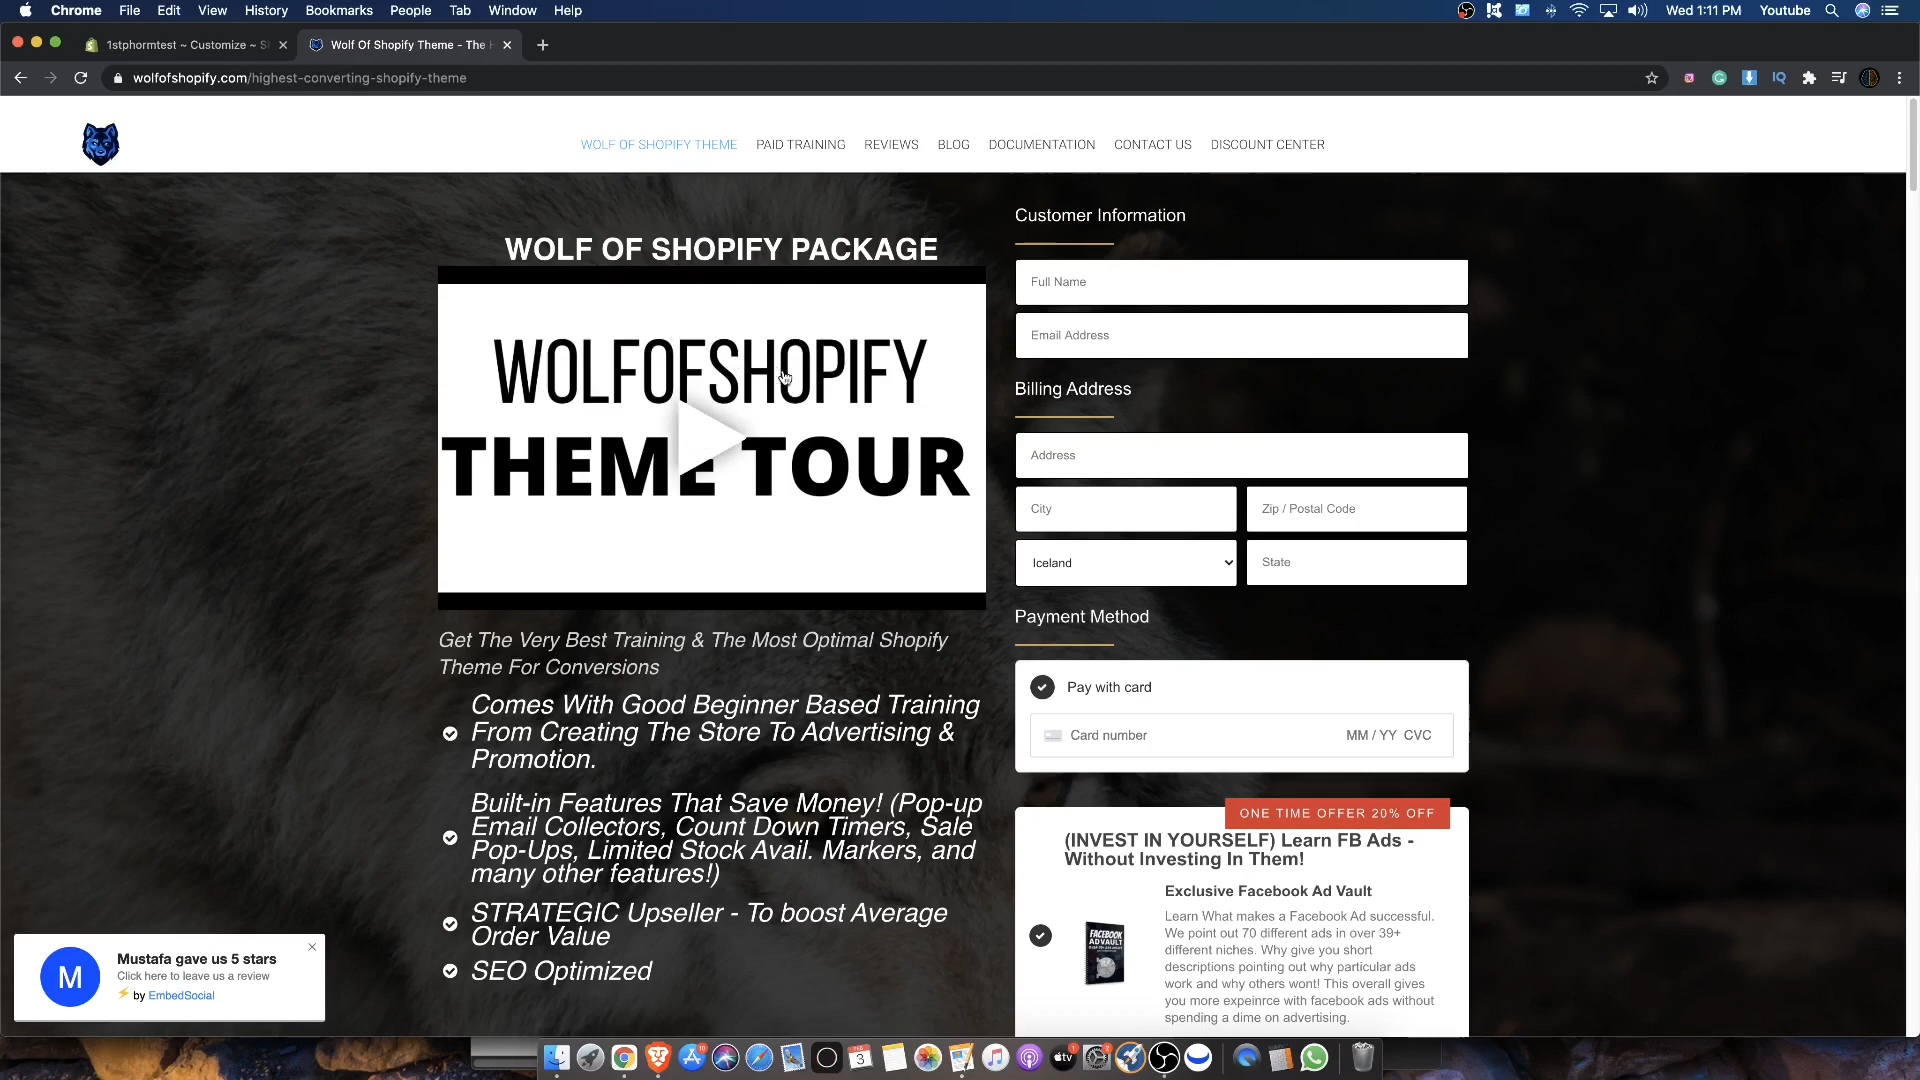 Chrome File Edit View History Bookmarks People Tab Window Help
Wed 1:11 PM Youtube
1stphormtest ~ Customize ~ S
Wolf Of Shopify Theme - The H
wolfofshopify.com/highest-converting-shopify-theme
IQ
WOLF OF SHOPIFY THEME PAID TRAINING REVIEWS BLOG DOCUMENTATION CONTACT US DISCOUNT CENTER
WOLF OF SHOPIFY PACKAGE
WOLFOFSHOPIFY
THEME TOUR
Get The Very Best Training & The Most Optimal Shopify
Theme For Conversions
Comes With Good Beginner Based Training
From Creating The Store To Advertising &
Promotion.
Built-in Features That Save Money! (Pop-up
Email Collectors, Count Down Timers, Sale
Pop-Ups, Limited Stock Avail. Markers, and
many other features!)
STRATEGIC Upseller - To boost Average
Order Value
SEO Optimized
Customer Information
Full Name
Email Address
Billing Address
Address
City
Zip / Postal Code
Iceland
State
Payment Method
Pay with card
Card number
MM / YY CVC
ONE TIME OFFER 20% OFF
(INVEST IN YOURSELF) Learn FB Ads -
Without Investing In Them!
Exclusive Facebook Ad Vault
Learn What makes a Facebook Ad successful.
We point out 70 different ads in over 39+
different niches. Why give you short
descriptions pointing out why particular ads
work and why others wont! This overall gives
you more expeinrce with facebook ads without
spending a dime on advertising.
FACEBOOK
ADVAULT
M
Mustafa gave us 5 stars
Click here to leave us a review
by EmbedSocial
10
3
tv
1
2